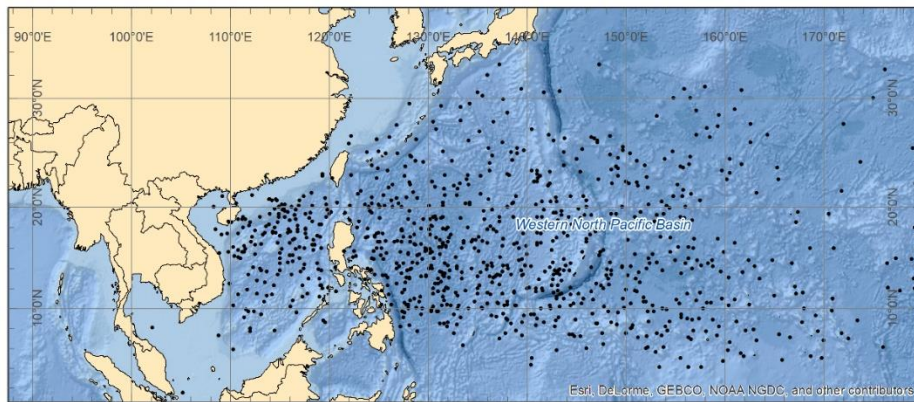 90°0'E 100°0'E 110°0'E 120°0'E 130°0'E 140°0'E 150°0'E 160°0'E 170°0'E
30°0'N 30°0'N
20°0'N 20°0'N
Western North Pacific Basin
10°0'N 10°0'N
Esri, DeLorme, GEBCO, NOAA NGDC, and other contributors